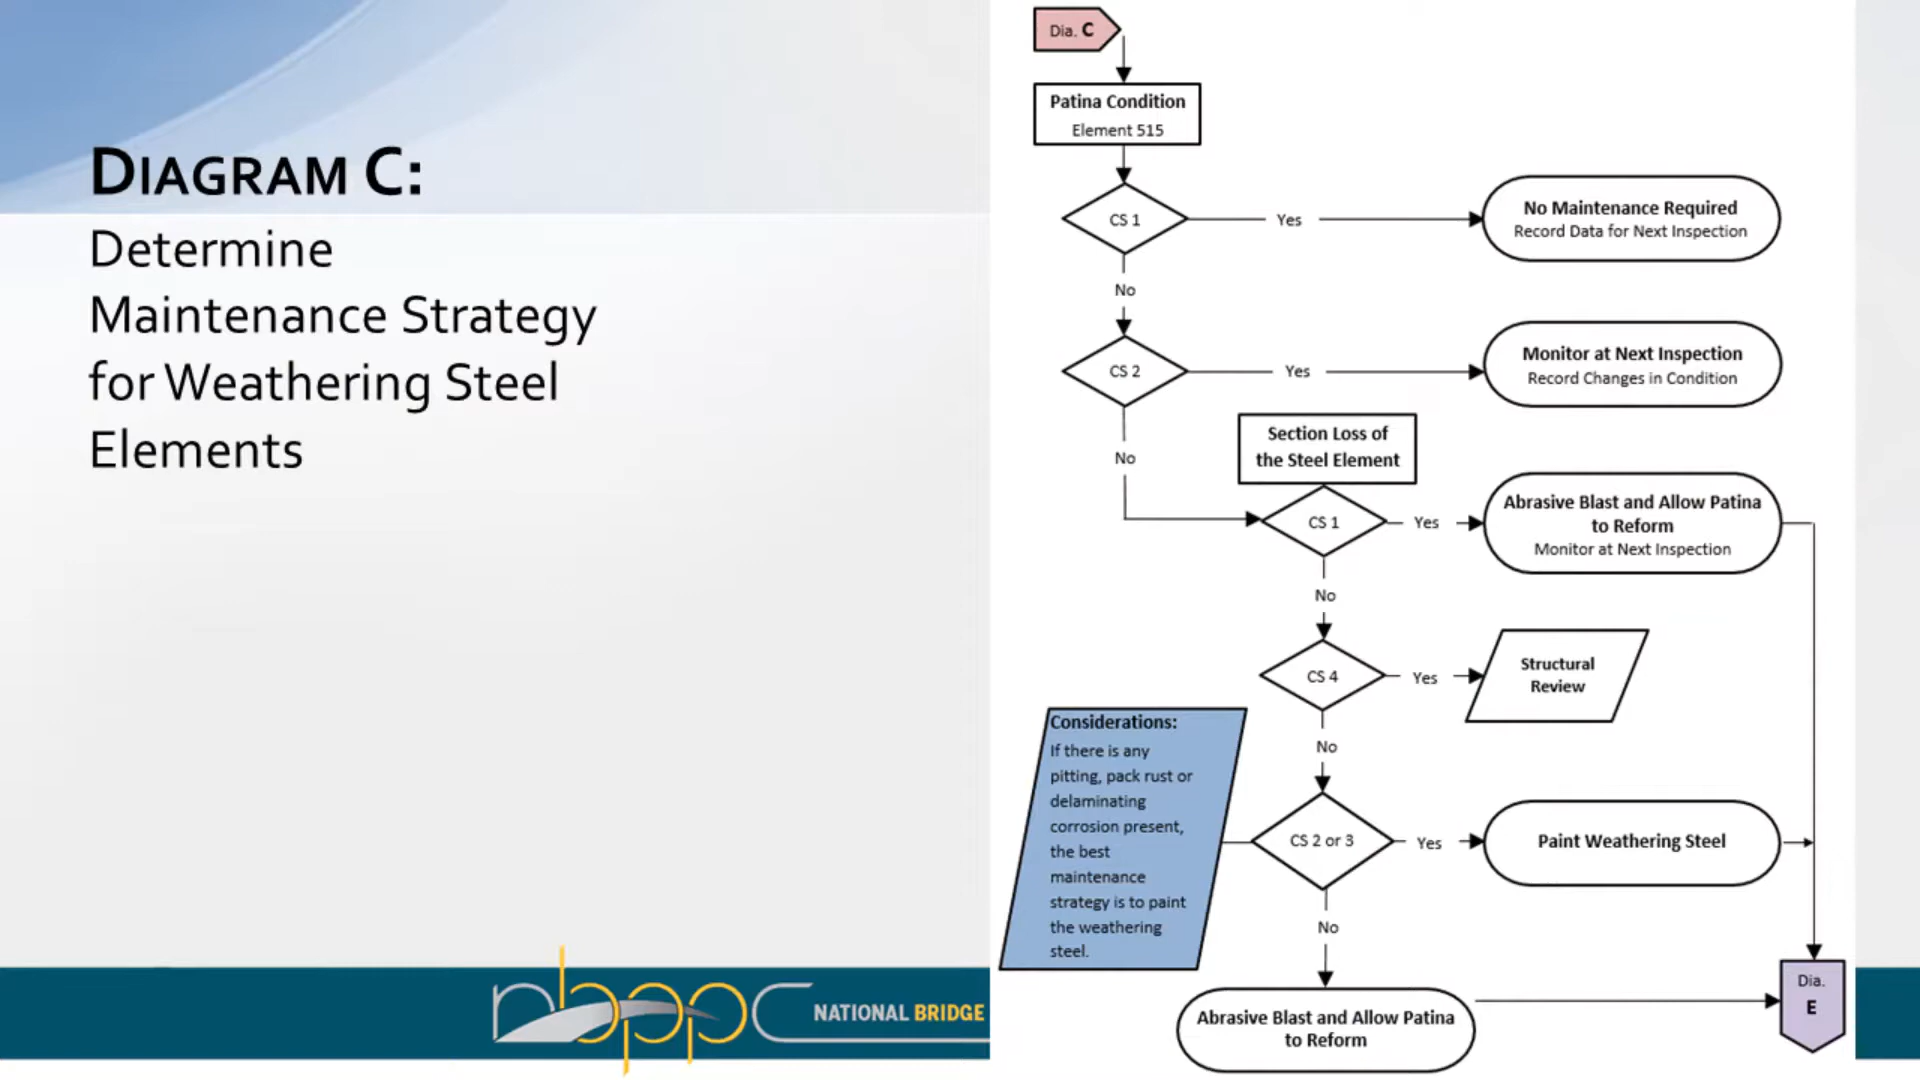 DIAGRAM C:
Determine
Maintenance Strategy
for Weathering Steel
Elements
Dia. C
Patina Condition
Element 515
CS 1
Yes
No Maintenance Required
Record Data for Next Inspection
No
CS 2
Yes
Monitor at Next Inspection
Record Changes in Condition
No
Section Loss of
the Steel Element
CS 1
Yes
Abrasive Blast and Allow Patina
to Reform
Monitor at Next Inspection
No
CS 4
Yes
Structural
Review
No
Considerations:
If there is any
pitting, pack rust or
delaminating
corrosion present,
the best
maintenance
strategy is to paint
the weathering
steel.
CS 2 or 3
Yes
Paint Weathering Steel
No
Abrasive Blast and Allow Patina
to Reform
Dia.
E
nbppc
NATIONAL BRIDGE